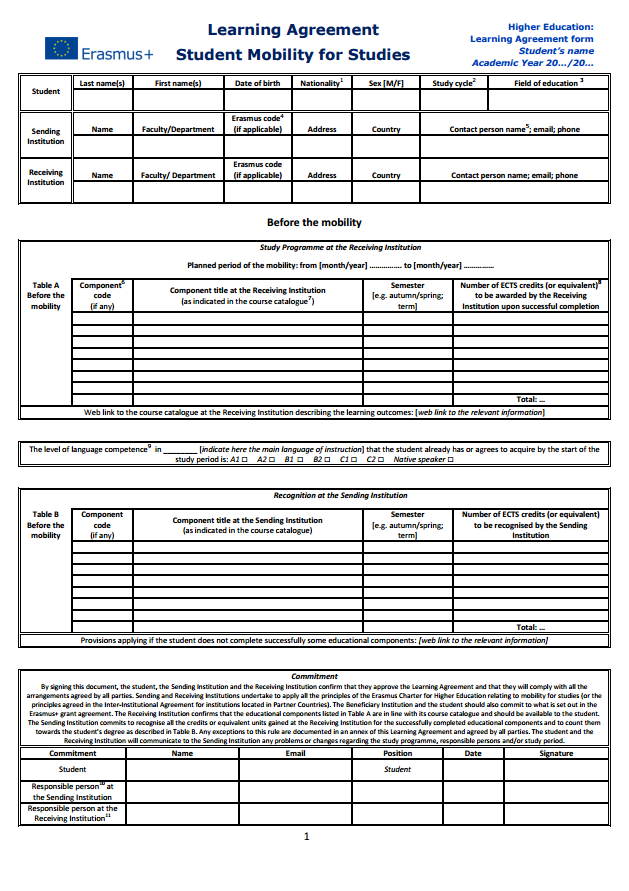 Erasmus+
Learning Agreement
Student Mobility for Studies
Higher Education:
Learning Agreement form
Student's name
Academic Year 20…/20…
Student
Last name(s) First name(s) Date of birth Nationality1 Sex [M/F] Study cycle2 Field of education 3
Sending
Institution
Name Faculty/Department Erasmus code4
(if applicable) Address Country Contact person name5; email; phone
Receiving
Institution
Name Faculty/ Department Erasmus code
(if applicable) Address Country Contact person name; email; phone
Before the mobility
Study Programme at the Receiving Institution
Planned period of the mobility: from [month/year] ……………. to [month/year] ……………
Table A
Before the
mobility
Component6
code
(if any)
Component title at the Receiving Institution
(as indicated in the course catalogue7)
Semester
[e.g. autumn/spring;
term]
Number of ECTS credits (or equivalent)8
to be awarded by the Receiving
Institution upon successful completion
Total: …
Web link to the course catalogue at the Receiving Institution describing the learning outcomes: [web link to the relevant information]
The level of language competence9 in ________ [indicate here the main language of instruction] that the student already has or agrees to acquire by the start of the
study period is: A1 ☐ A2 ☐ B1 ☐ B2 ☐ C1 ☐ C2 ☐ Native speaker ☐
Recognition at the Sending Institution
Table B
Before the
mobility
Component
code
(if any)
Component title at the Sending Institution
(as indicated in the course catalogue)
Semester
[e.g. autumn/spring;
term]
Number of ECTS credits (or equivalent)
to be recognised by the Sending
Institution
Total: …
Provisions applying if the student does not complete successfully some educational components: [web link to the relevant information]
Commitment
By signing this document, the student, the Sending Institution and the Receiving Institution confirm that they approve the Learning Agreement and that they will comply with all the
arrangements agreed by all parties. Sending and Receiving Institutions undertake to apply all the principles of the Erasmus Charter for Higher Education relating to mobility for studies (or the
principles agreed in the Inter-Institutional Agreement for institutions located in Partner Countries). The Beneficiary Institution and the student should also commit to what is set out in the
Erasmus+ grant agreement. The Receiving Institution confirms that the educational components listed in Table A are in line with its course catalogue and should be available to the student.
The Sending Institution commits to recognise all the credits or equivalent units gained at the Receiving Institution for the successfully completed educational components and to count them
towards the student's degree as described in Table B. Any exceptions to this rule are documented in an annex of this Learning Agreement and agreed by all parties. The student and the
Receiving Institution will communicate to the Sending Institution any problems or changes regarding the study programme, responsible persons and/or study period.
Commitment Name Email Position Date Signature
Student Student
Responsible person10 at
the Sending Institution
Responsible person at the
Receiving Institution11
1